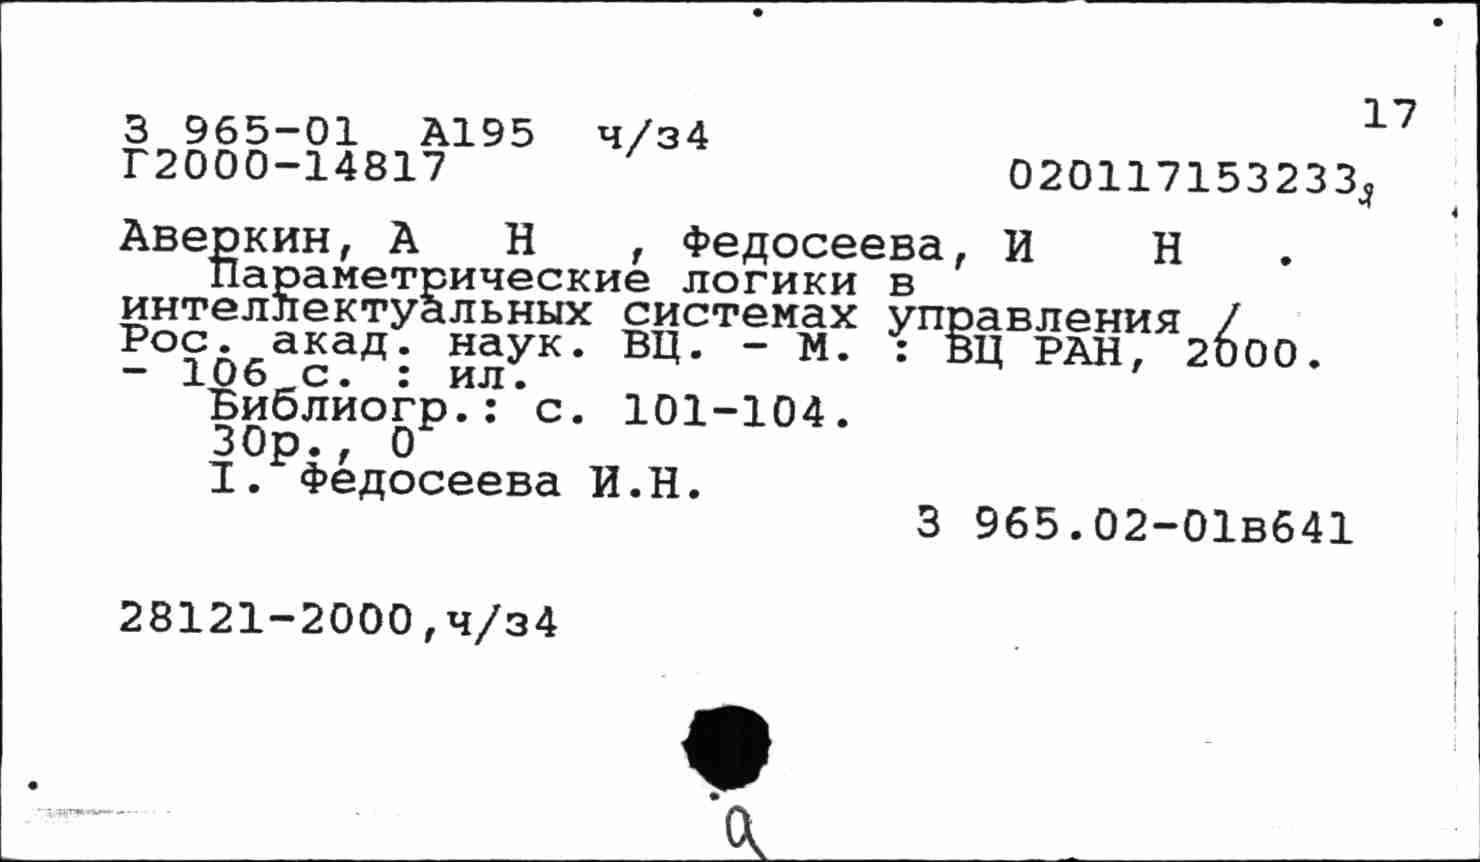 17
З 965-01 А195 ч/з4
Г2000-14817
020117153233
Аверкин, А Н , Федосеева, И Н .
Параметрические логики в
интеллектуальных системах управления /
Рос. акад. наук. ВЦ. - М. : ВЦ РАН, 2000.
- 106 с. : ил.
Библиогр.: с. 101-104.
30р., 0
I. Федосеева И.Н.
З 965.02-01в641
28121-2000,ч/з4